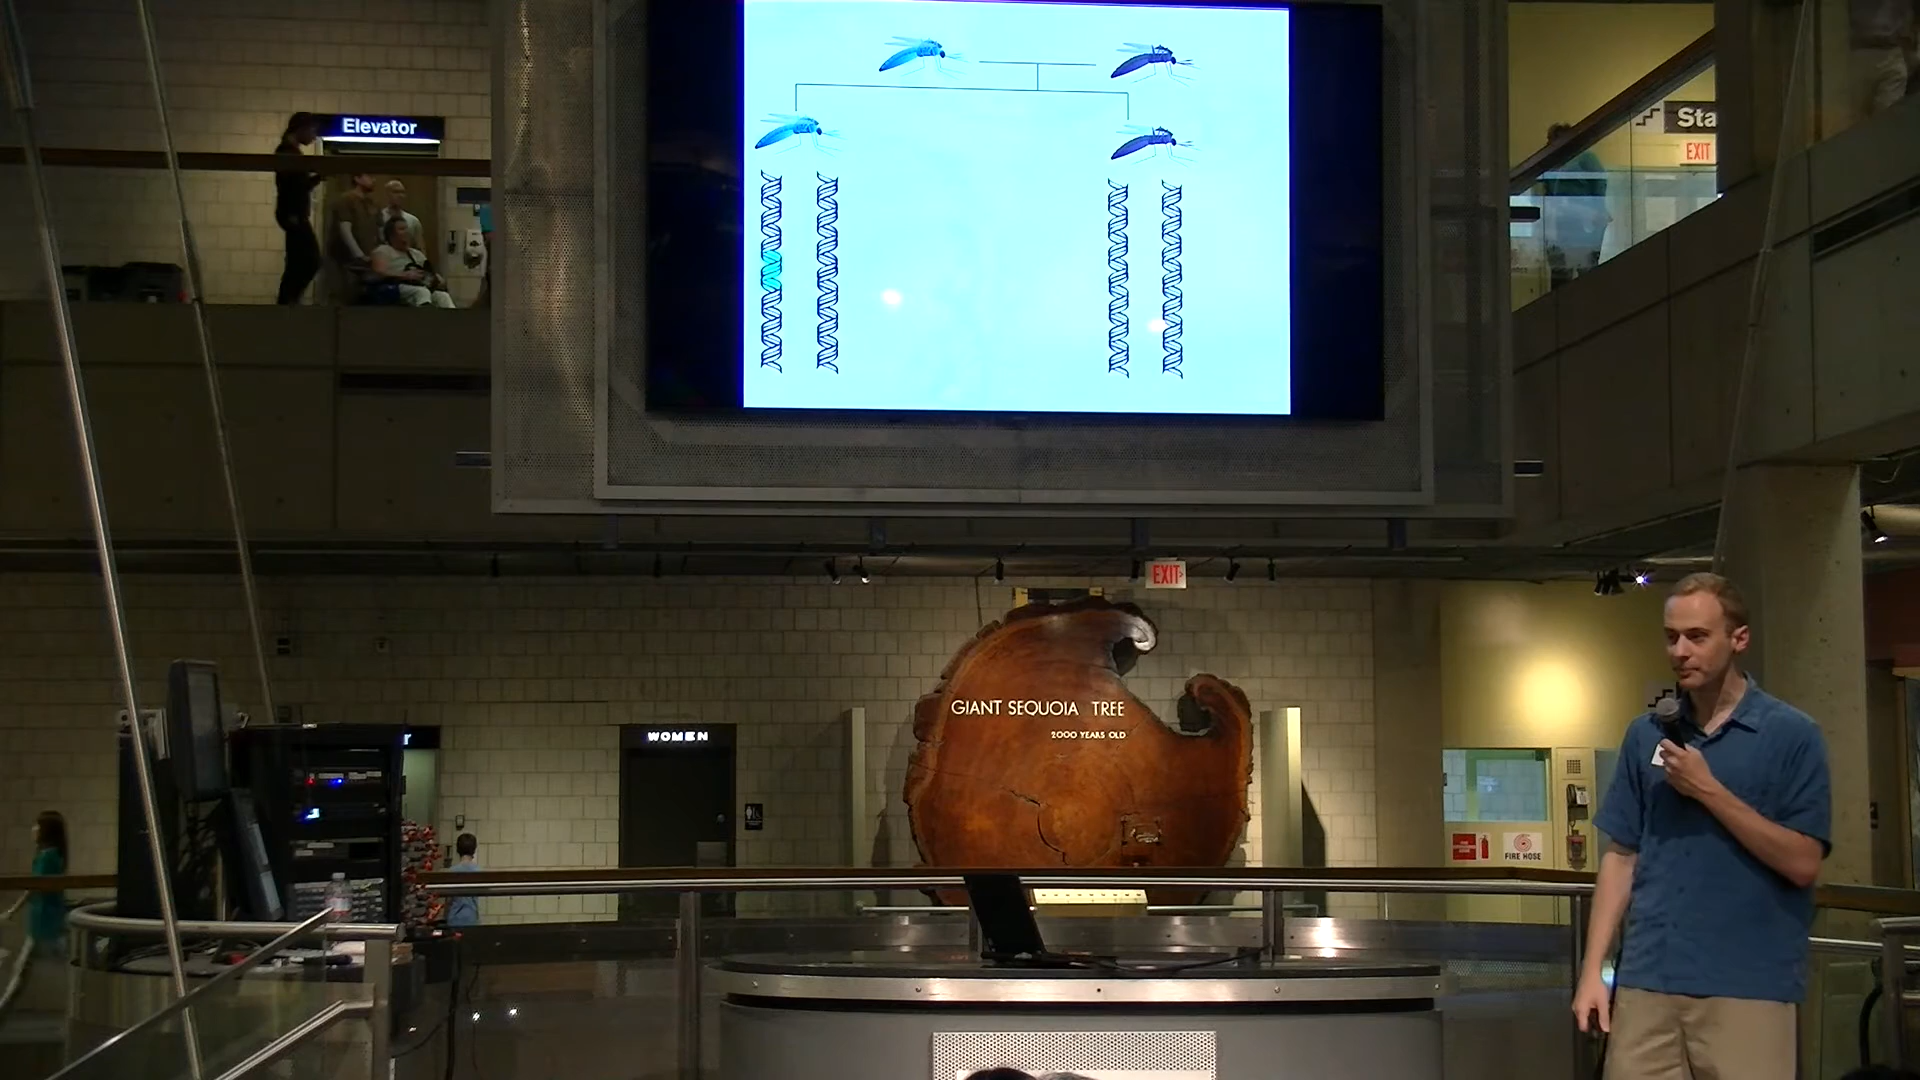 Elevator
Sta
EXIT
EXIT
GIANT SEQUOIA TREE
2000 YEARS OLD
WOMEN
r
FIRE HOSE